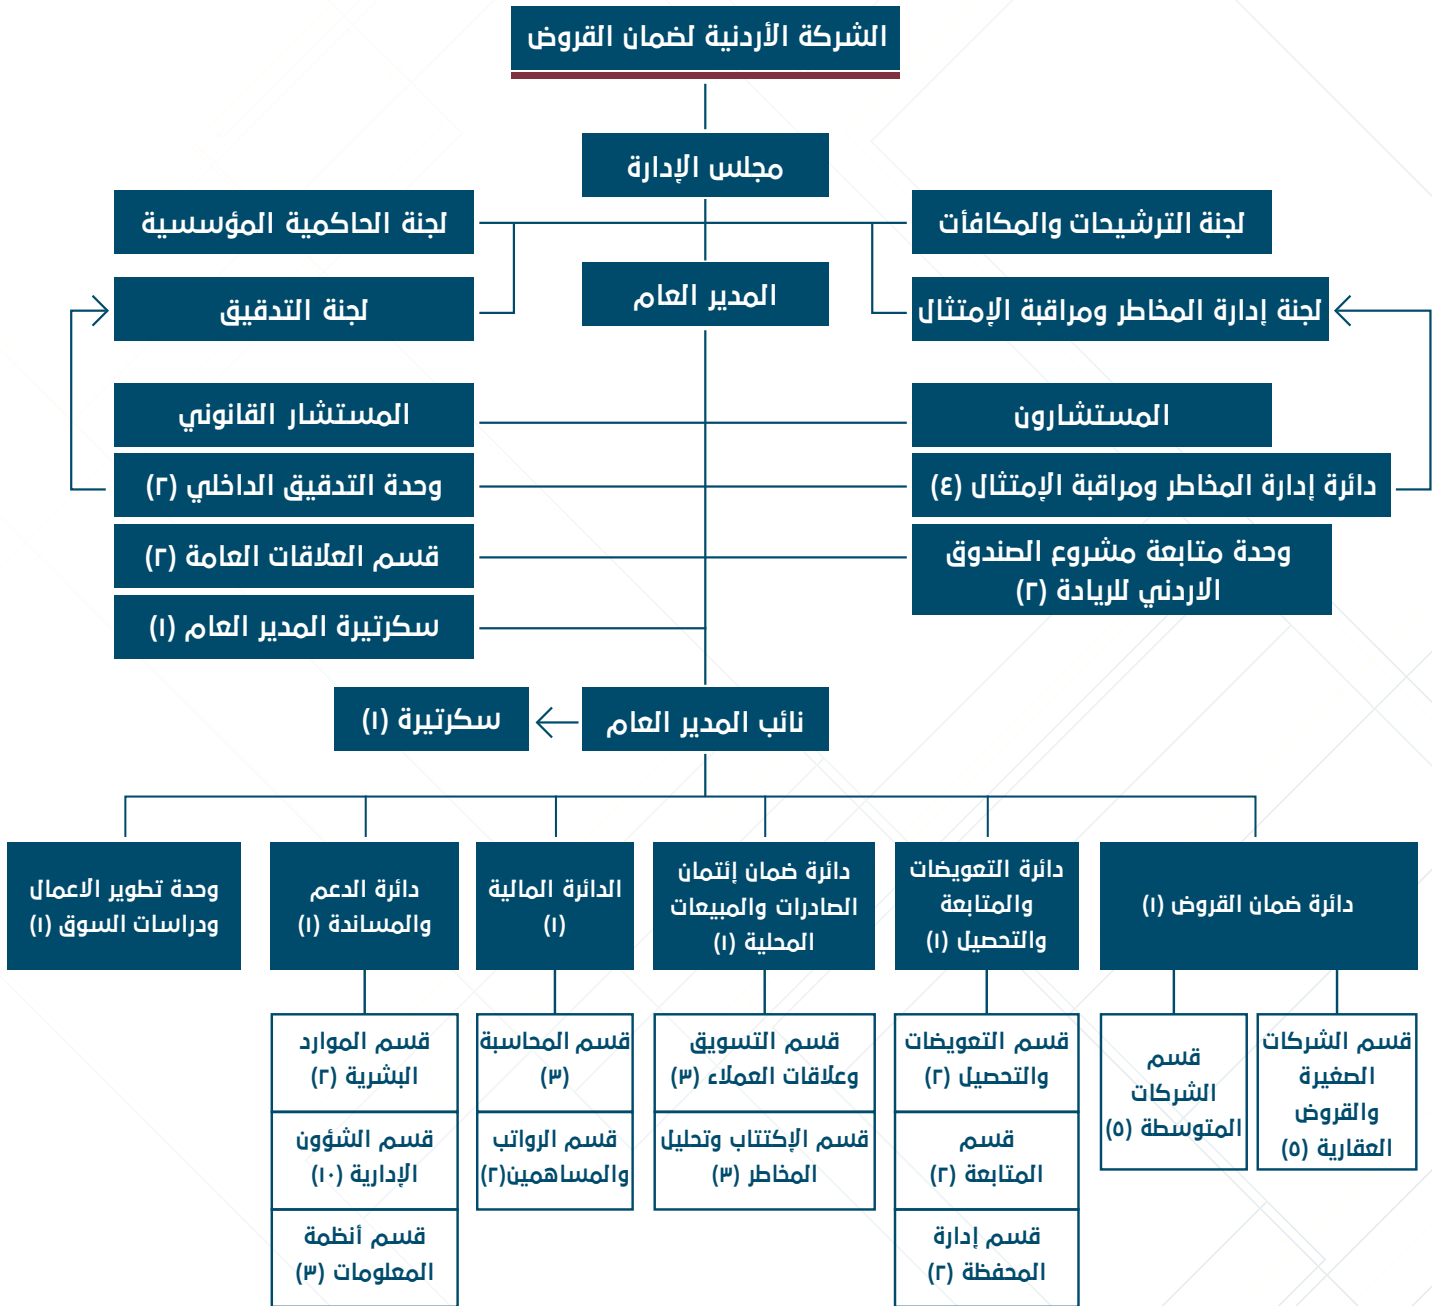 الشركة الأردنية لضمان القروض
مجلس الإدارة
لجنة الترشيحات والمكافأت
لجنة الحاكمية المؤسسية
المدير العام
لجنة إدارة المخاطر ومراقبة الإمتثال
لجنة التدقيق
المستشارون
المستشار القانوني
دائرة إدارة المخاطر ومراقبة الإمتثال (٤)
وحدة التدقيق الداخلي (٢)
وحدة متابعة مشروع الصندوق
الاردني للريادة (٢)
قسم العلاقات العامة (٢)
سكرتيرة المدير العام (١)
نائب المدير العام
سكرتيرة (١)
دائرة ضمان القروض (١)
دائرة التعويضات
والمتابعة
والتحصيل (١)
دائرة ضمان إئتمان
الصادرات والمبيعات
المحلية (١)
الدائرة المالية
(١)
دائرة الدعم
والمساندة (١)
وحدة تطوير الاعمال
ودراسات السوق (١)
قسم الشركات
الصغيرة
والقروض
العقارية (٥)
قسم
الشركات
المتوسطة (٥)
قسم التعويضات
والتحصيل (٢)
قسم
المتابعة (٢)
قسم إدارة
المحفظة (٢)
قسم التسويق
وعلاقات العملاء (٣)
قسم الإكتتاب وتحليل
المخاطر (٣)
قسم المحاسبة
(٣)
قسم الرواتب
والمساهمين(٢)
قسم الموارد
البشرية (٢)
قسم الشؤون
الإدارية (١٠)
قسم أنظمة
المعلومات (٣)